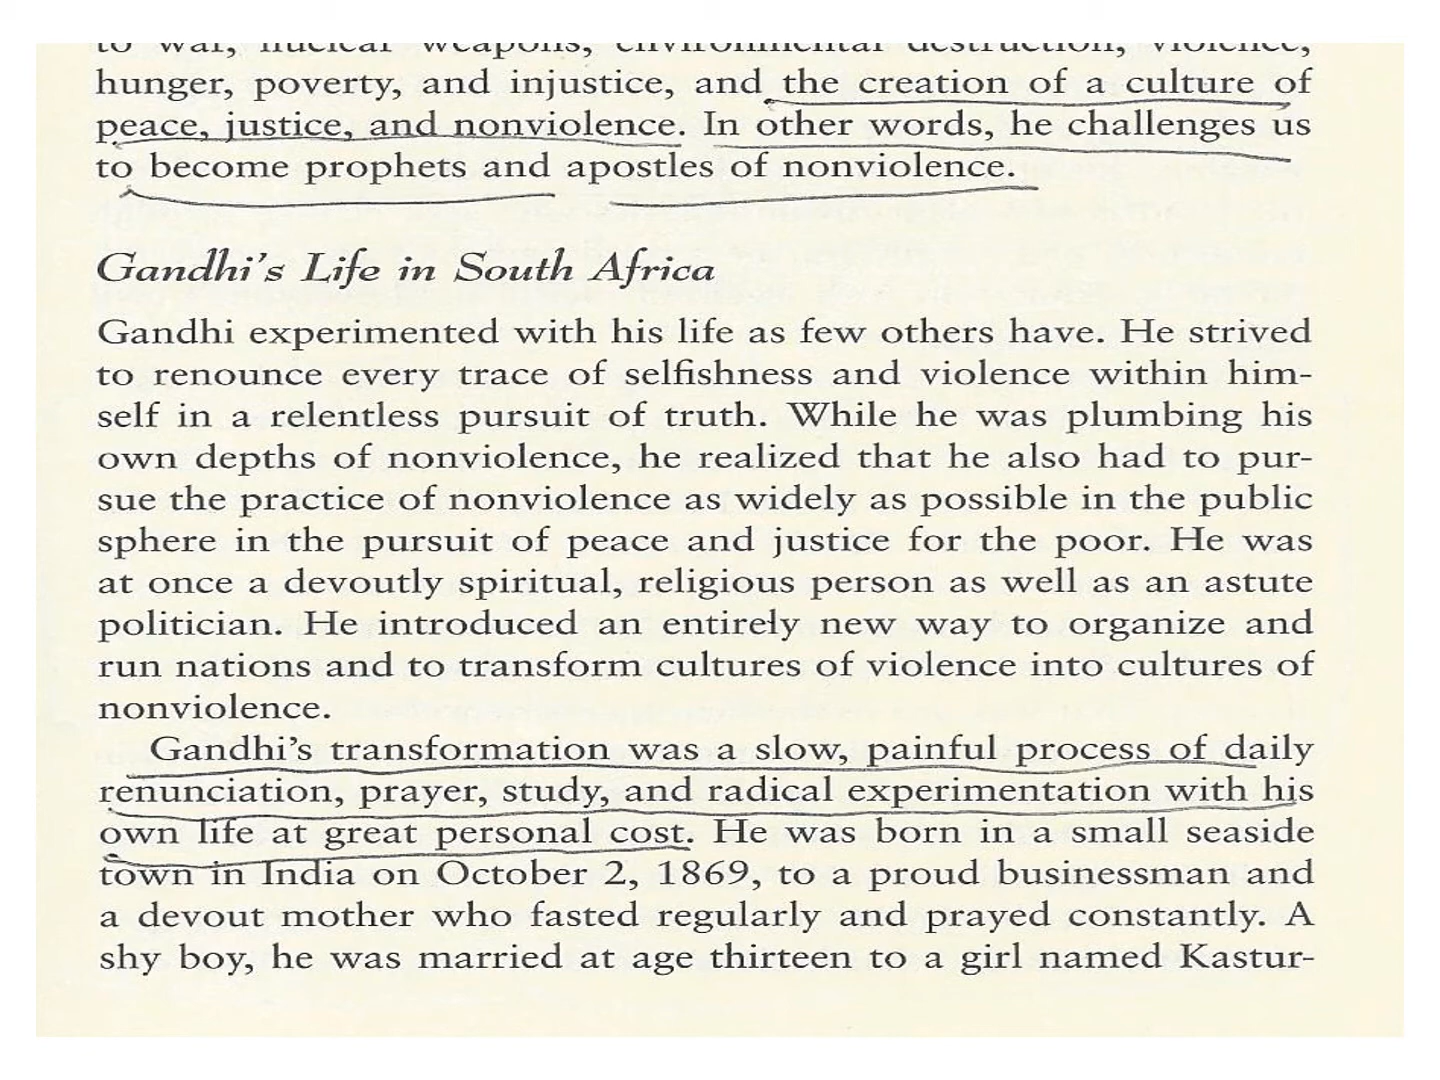 to war, nuclear weapons, environmental destruction, violence,
hunger, poverty, and injustice, and the creation of a culture of
peace, justice, and nonviolence. In other words, he challenges us
to become prophets and apostles of nonviolence.
Gandhi's Life in South Africa
Gandhi experimented with his life as few others have. He strived
to renounce every trace of selfishness and violence within him-
self in a relentless pursuit of truth. While he was plumbing his
own depths of nonviolence, he realized that he also had to pur-
sue the practice of nonviolence as widely as possible in the public
sphere in the pursuit of peace and justice for the poor. He was
at once a devoutly spiritual, religious person as well as an astute
politician. He introduced an entirely new way to organize and
run nations and to transform cultures of violence into cultures of
nonviolence.
Gandhi's transformation was a slow, painful process of daily
renunciation, prayer, study, and radical experimentation with his
own life at great personal cost. He was born in a small seaside
town in India on October 2, 1869, to a proud businessman and
a devout mother who fasted regularly and prayed constantly. A
shy boy, he was married at age thirteen to a girl named Kastur-